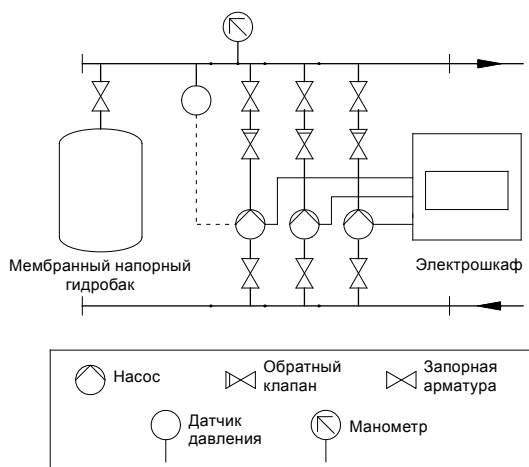 Мембранный напорный
гидробак
Электрошкаф
Насос
Обратный
клапан
Запорная
арматура
Датчик
давления
Манометр